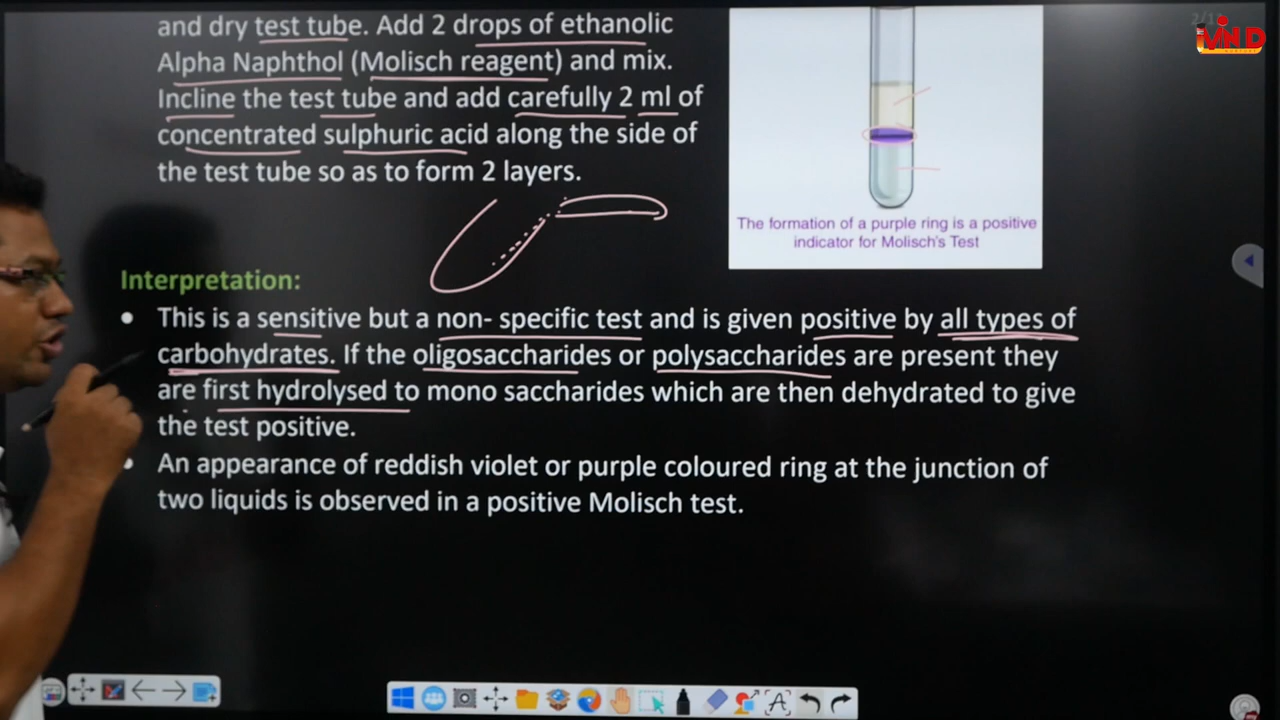 and dry test tube. Add 2 drops of ethanolic
Alpha Naphthol (Molisch reagent) and mix.
Incline the test tube and add carefully 2 ml of
concentrated sulphuric acid along the side of
the test tube so as to form 2 layers.
The formation of a purple ring is a positive
indicator for Molisch's Test
Interpretation:
• This is a sensitive but a non- specific test and is given positive by all types of
carbohydrates. If the oligosaccharides or polysaccharides are present they
are first hydrolysed to mono saccharides which are then dehydrated to give
the test positive.
• An appearance of reddish violet or purple coloured ring at the junction of
two liquids is observed in a positive Molisch test.